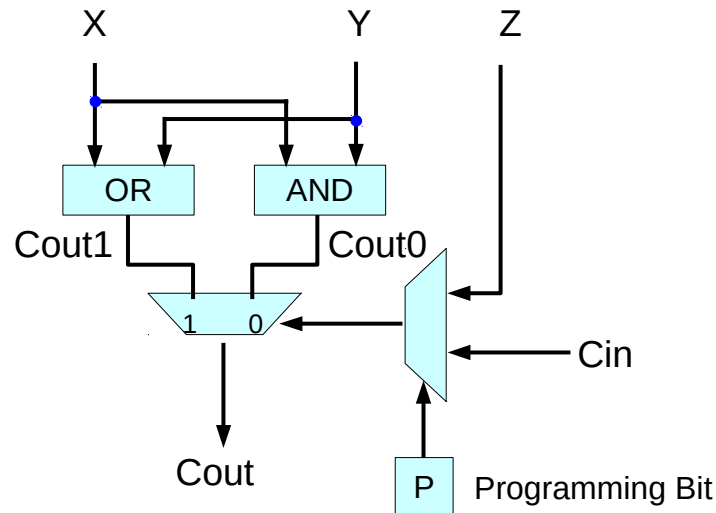 X Y Z
OR AND
Cout1 Cout0
1 0
Cin
Cout
P Programming Bit